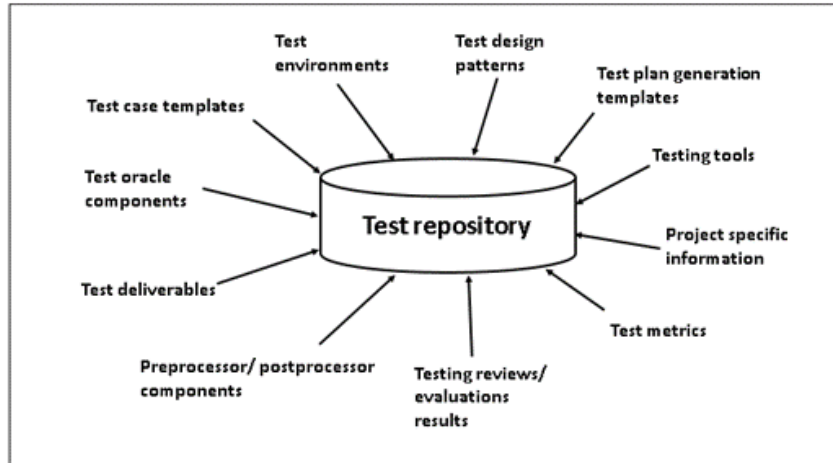 Test
environments
Test design
patterns
Test plan generation
templates
Test case templates
Testing tools
Test oracle
components
Test repository
Project specific
information
Test deliverables
Test metrics
Preprocessor/ postprocessor
components
Testing reviews/
evaluations
results